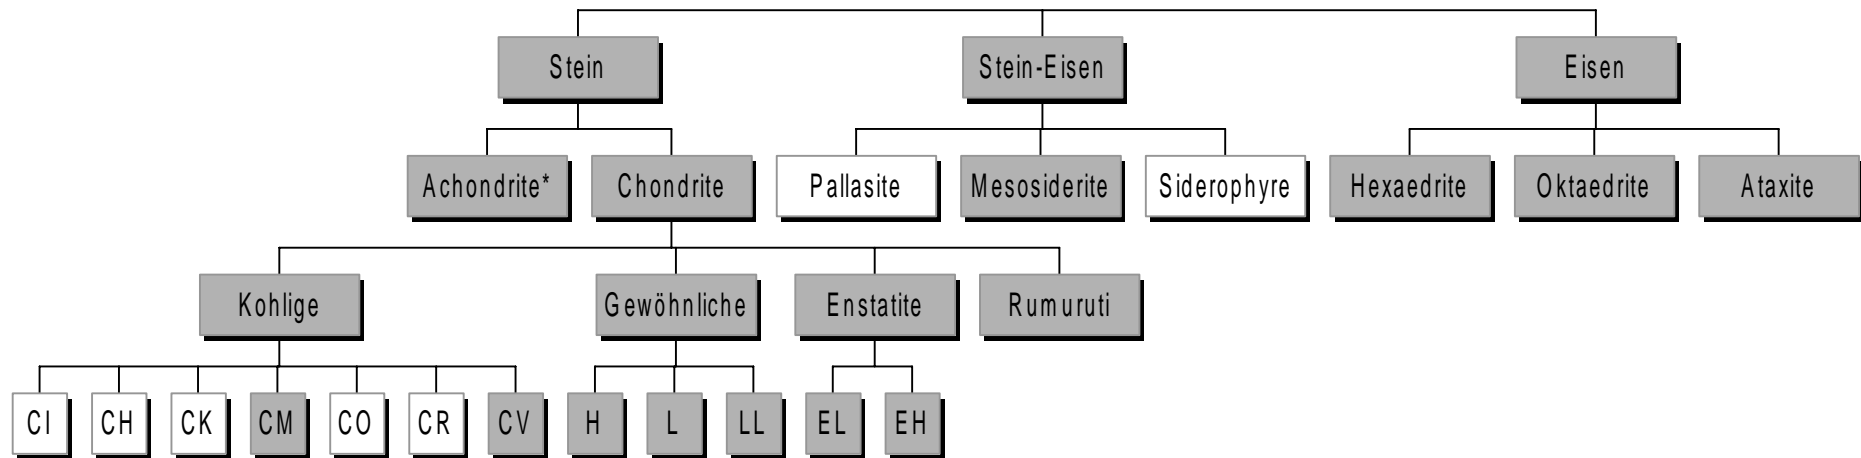 Stein
Stein-Eisen
Eisen
Achondrite*
Chondrite
Pallasite
Mesosiderite
Siderophyre
Hexaedrite
Oktaedrite
Ataxite
Kohlige
Gewöhnliche
Enstatite
Rumuruti
CI
CH
CK
CM
CO
CR
CV
H
L
LL
EL
EH